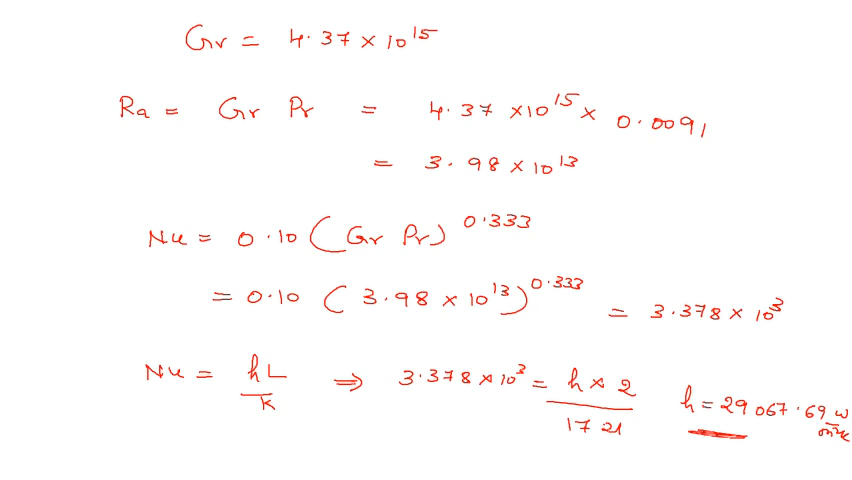 Gr = 4.37 × 10^15
Ra = Gr Pr = 4.37 × 10^15 × 0.0091
= 3.98 × 10^13
Nu = 0.10 (Gr Pr)^0.333
= 0.10 (3.98 × 10^13)^0.333 = 3.378 × 10^3
Nu = hL/k ⇒ 3.378 × 10^3 = h × 2/17.21 h = 29067.69 w/m²k